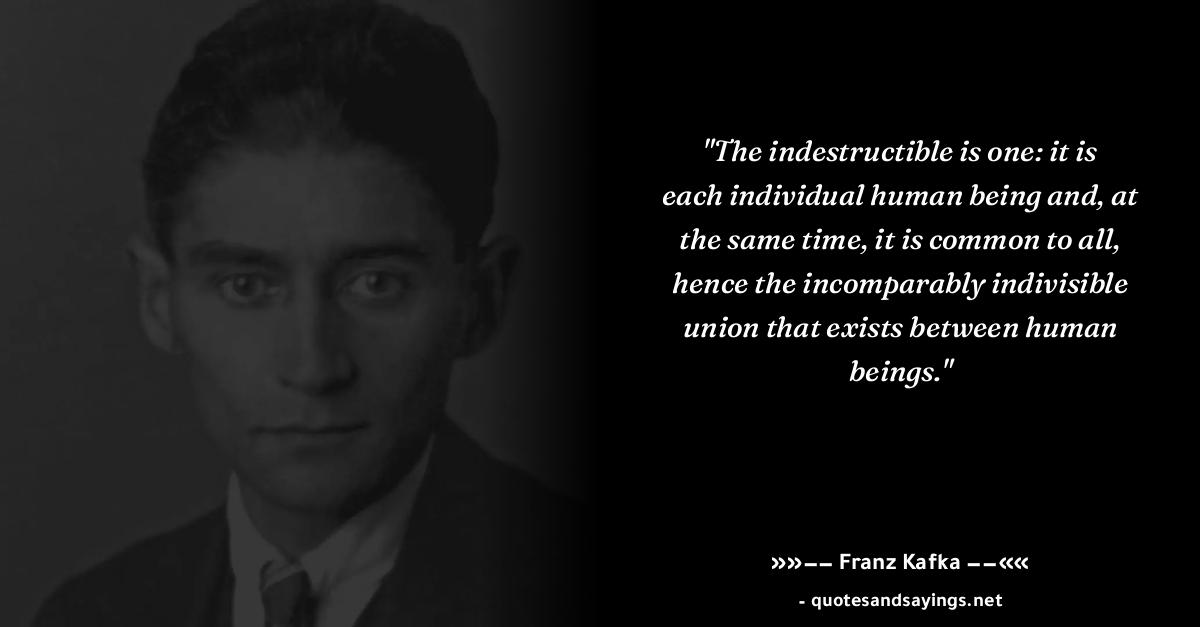 "The indestructible is one: it is
each individual human being and, at
the same time, it is common to all,
hence the incomparably indivisible
union that exists between human
beings."
»»−− Franz Kafka −−««
- quotesandsayings.net